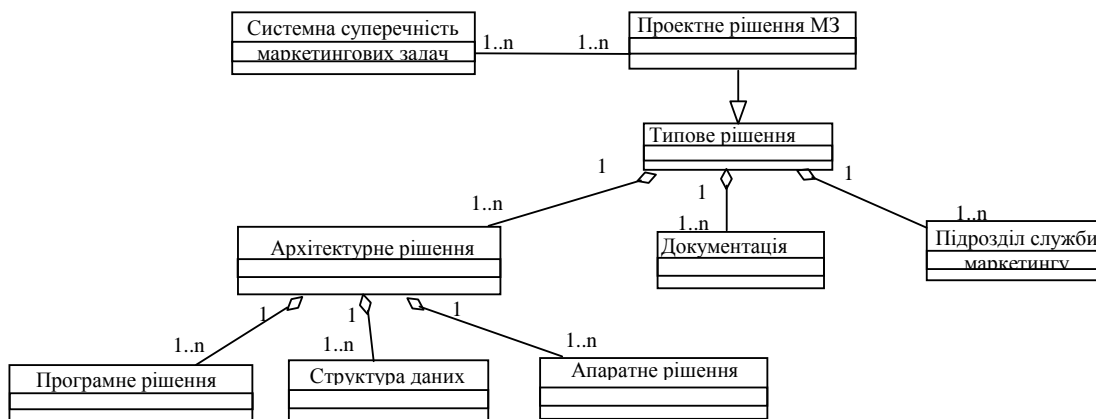 Системна суперечність
маркетингових задач
1..n
1..n
Проектне рішення МЗ
Типове рішення
1
1
1
1..n
1..n
1..n
Архітектурне рішення
Документація
Підрозділ служби
маркетингу
1
1
1
1..n
1..n
1..n
Програмне рішення
Структура даних
Апаратне рішення